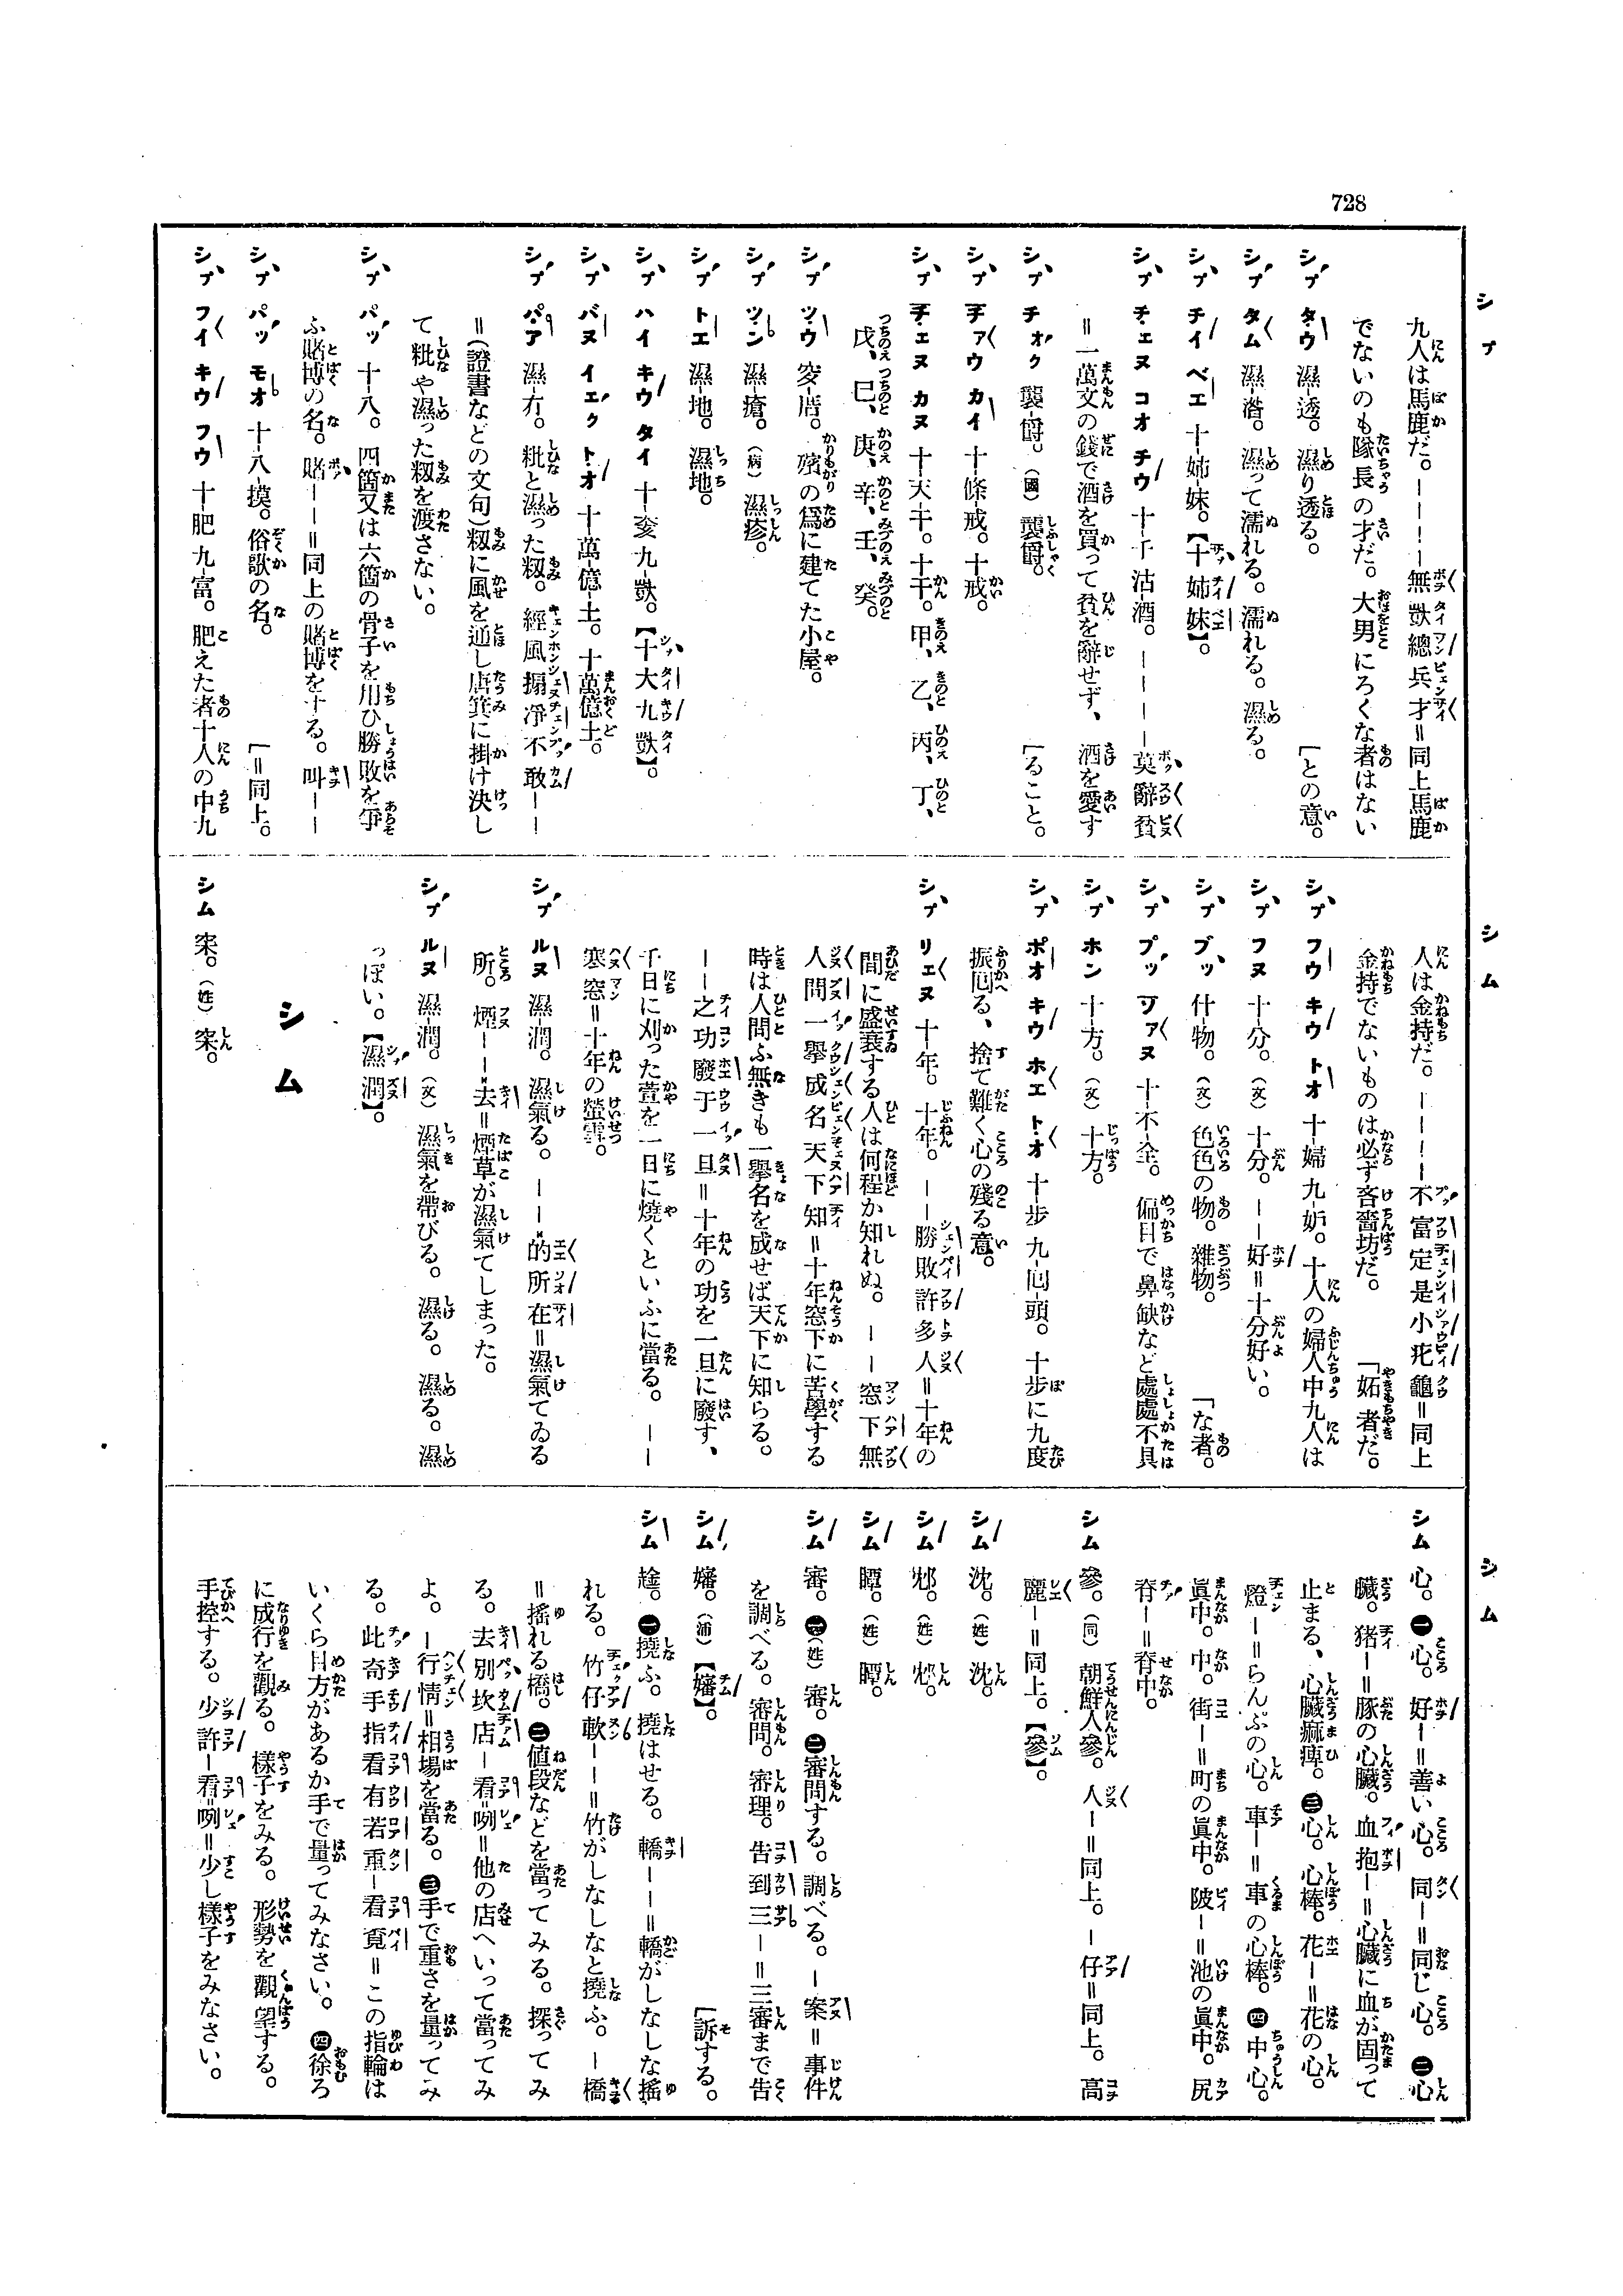 728
シプ
九人は馬鹿だ。――!―無獃總兵才=同上馬鹿
でないのも隊長の才だ。大男にろくな者はない
シプ タウ 濕-透。濕り透る。 [との意。
シプ タム 濕-澘。濕って濡れる。濡れる。濕る。
シプ チイ ベエ 十-姉-妹。【十姉妹】。
シプ チェヌ コオ チウ 十-千 沽-酒。――――莫辭貧
=一萬文の錢で酒を買って貧を辭せず、酒を愛す
シプ チオク 襲-爵。(國)襲爵。 [ること。
シプ チァウ カイ 十-條-戒。十戒。
シプ チェヌ カヌ 十-天-干。十干。甲、乙、丙、丁、
戊、巳、庚、辛、壬、癸。
シプ ツウ 殯の爲に建てた小屋。
シプ ツン 濕-瘡。(病)濕疹。
シプ トエ 濕-地。濕地。
シプ ハイ キウ タイ 九-獃。【十大九獃】。
シプ バヌ イェク トオ 十-萬-億-土。十萬億土。
シプ パア 濕-冇。粃と濕った籾。經風搧凈不敢――
=(證書などの文句)籾に風を通し唐箕に掛け決し
て粃や濕った籾を渡さない。
シプ パッ 十-八。四箇又は六箇の骨子を用ひ勝敗を爭
ふ賭博の名。賭――=同上の賭博をする。叫――
シプ パッ モオ 十-八-摸。俗歌の名。 [=同上。
シプ フイ キウ フウ 十-肥 九-富。肥えた者十人の中九
シム
人は金持だ。――!―不富定是小疕龜=同上
金持でないものは必ず吝嗇坊だ。 [妬者だ。
シプ フウ キウ トオ 十-婦 九-妒。十人の婦人中九人は
シプ フヌ 十-分。(文)十分。――好=十分好い。
シプ ブッ 什-物。(文)色色の物。雜物。 [な者。
シプ プッ ヅァヌ 十-不-全。偏目で鼻缺など處處不具
シプ ホン 十-方。(文)十方。
シプ ポオ キウ ホエ トオ 十-步 九-囘-頭。十步に九度
振囘る、捨て難く心の殘る意。
シプ リェヌ 十-年。十年。――勝敗許多人=十年の
間に盛衰する人は何程か知れぬ。――窓下無
人問一擧成名天下知=十年窓下に苦學する
時は人問ふ無きも一擧名を成せば天下に知らる。
――之功廢于一旦=十年の功を一旦に廢す、
千日に刈った萱を一日に燒くといふに當る。――
寒窓=十年の螢雪。
シプ ルヌ 濕-潤。濕氣る。――的所在=濕氣てゐる
所。煙――去=煙草が濕氣てしまった。
シプ ルヌ 濕-潤。(文)濕氣を帶びる。濕る。濕る。濕
っぽい。【濕潤】。
シム
シム 罙。(姓)罙。
シム
シム 心。㊀心。好―=善い心。同―=同じ心。㊁心
臟。猪―=豚の心臟。血抱―=心臟に血が固って
止まる、心臟痲痺。㊂心。心棒。花―=花の心。
燈―=らんぷの心。車―=車の心棒。㊃中心。
眞中。中。街―=町の眞中。陂―=池の眞中。尻
脊―=脊中。
シム 參。(同)朝鮮人參。人―=同上。―仔=同上。高
麗―=同上。【參】。
シム 沈。(姓)沈。
シム 邥。(姓)邥。
シム 瞫。(姓)瞫。
シム 審。㊀(姓)審。㊁審問する。調べる。―案=事件
を調べる。審問。審理。告到三―=三審まで告
シム 嬸。(浦)【嬸】。 [訴する。
シム ㊀撓ふ。撓はせる。轎――=轎がしなしな搖
れる。竹仔軟――=竹がしなしなと撓ふ。―橋
=搖れる橋。㊁値段などを當ってみる。探ってみ
る。去別坎店―看咧=他の店へいって當ってみ
よ。―行情=相場を當る。㊂手で重さを量ってみ
る。此奇手指看有若重―看覔=この指輪は
いくら目方があるか手で量ってみなさい。㊃徐ろ
に成行を觀る。樣子をみる。形勢を觀望する。
手控する。少許―看咧=少し樣子をみなさい。